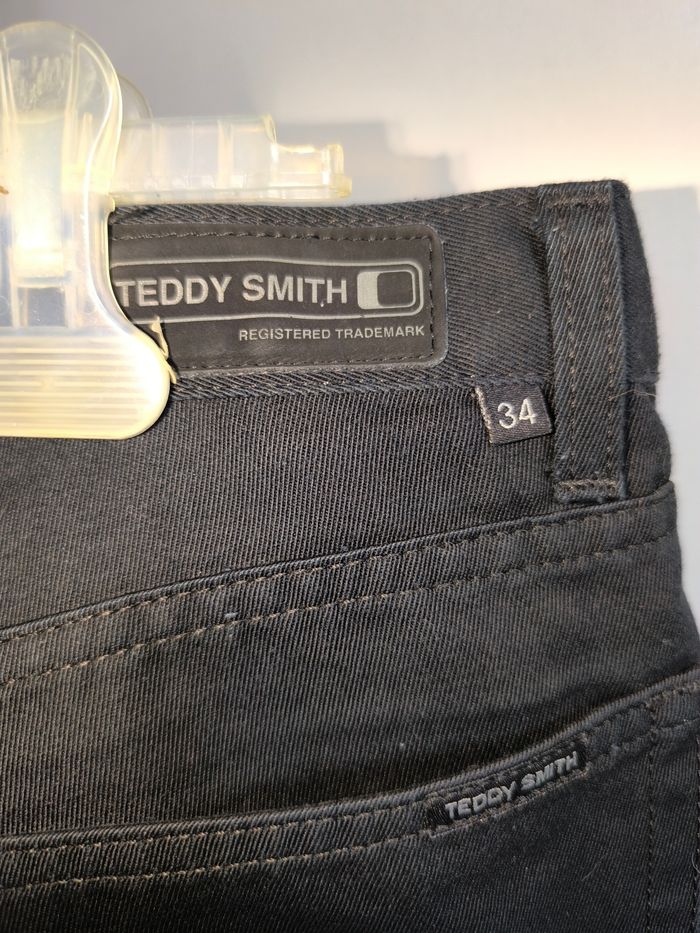 TEDDY SMITH
REGISTERED TRADEMARK
34
TEDDY SMITH